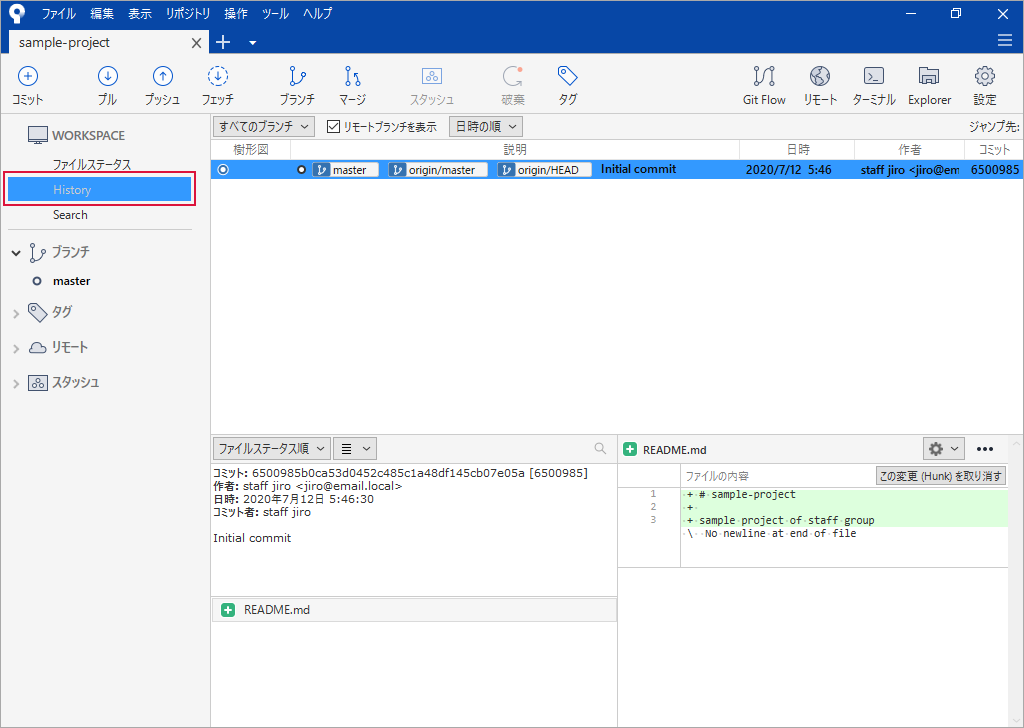 ファイル 編集 表示 リポジトリ 操作 ツール ヘルプ
sample-project
コミット プル プッシュ フェッチ ブランチ マージ スタッシュ 破棄 タグ Git Flow リモート ターミナル Explorer 設定
WORKSPACE
ファイルステータス
History
Search
ブランチ
master
タグ
リモート
スタッシュ
すべてのブランチ リモートブランチを表示 日時の順 ジャンプ先:
樹形図 説明 日時 作者 コミット
master origin/master origin/HEAD Initial commit 2020/7/12 5:46 staff jiro <jiro@em 6500985
ファイルステータス順
コミット: 6500985b0ca53d0452c485c1a48df145cb07e05a [6500985]
作者: staff jiro <jiro@email.local>
日時: 2020年7月12日 5:46:30
コミット者: staff jiro
Initial commit
README.md
README.md
ファイルの内容 この変更 (Hunk) を取り消す
1 + # sample-project
2 +
3 + sample project of staff group
\ No newline at end of file